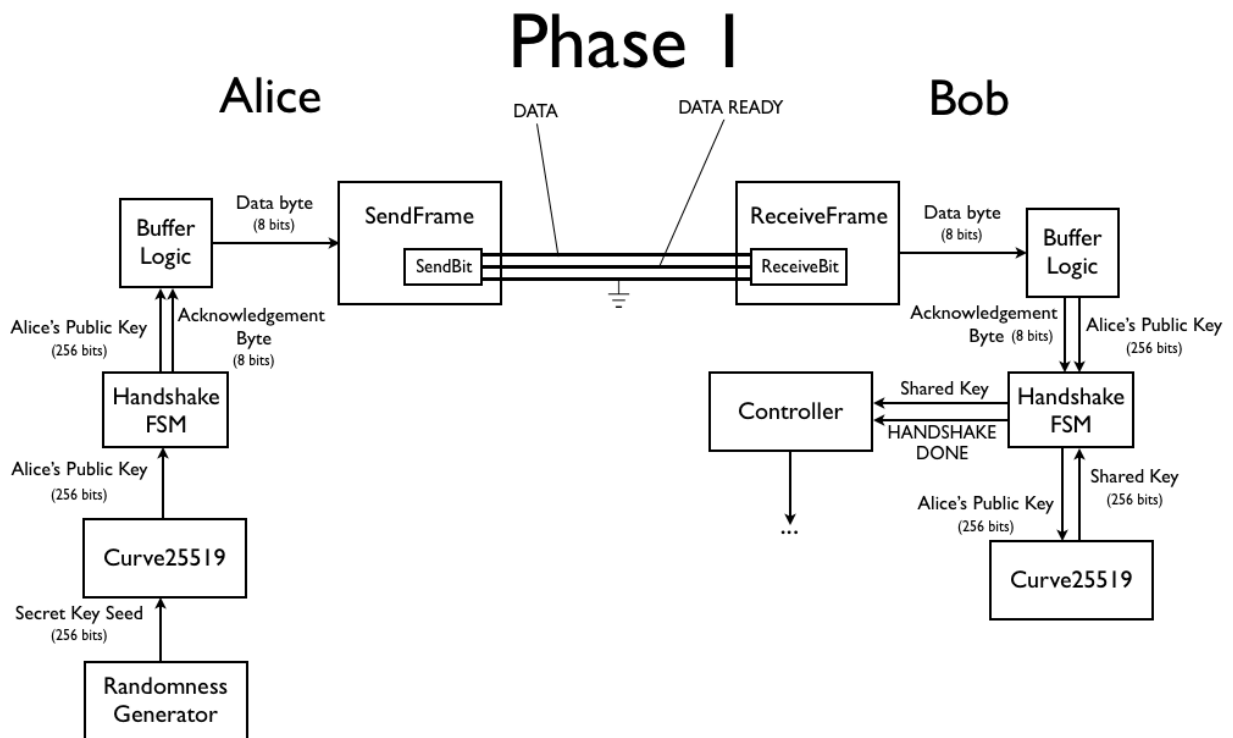 Phase 1
Alice
Bob
DATA
DATA READY
Buffer
Logic
Data byte
(8 bits)
SendFrame
SendBit
ReceiveFrame
ReceiveBit
Data byte
(8 bits)
Buffer
Logic
Alice's Public Key
(256 bits)
Acknowledgement
Byte
(8 bits)
Acknowledgement
Byte (8 bits)
Alice's Public Key
(256 bits)
Handshake
FSM
Controller
Shared Key
HANDSHAKE
DONE
Handshake
FSM
Alice's Public Key
(256 bits)
Alice's Public Key
(256 bits)
Shared Key
(256 bits)
...
Curve25519
Curve25519
Secret Key Seed
(256 bits)
Randomness
Generator